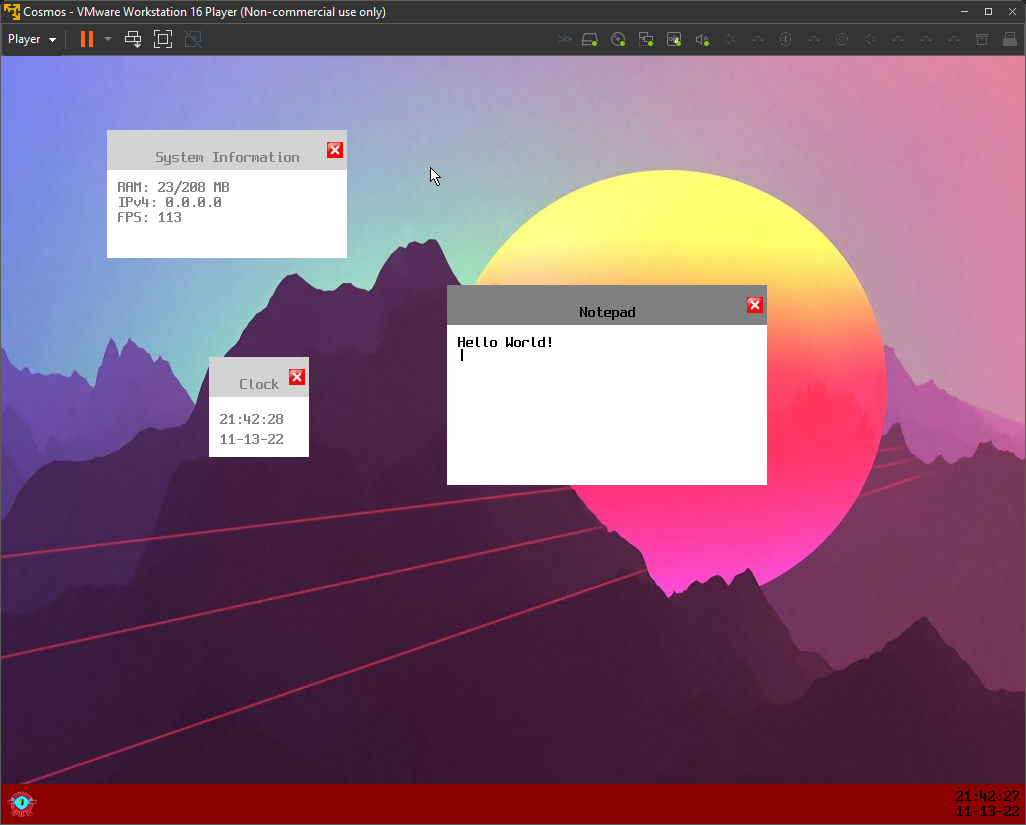 Cosmos - VMware Workstation 16 Player (Non-commercial use only)
Player
System Information
RAM: 23/208 MB
IPv4: 0.0.0.0
FPS: 113
Notepad
Hello World!
Clock
21:42:28
11-13-22
21:42:27
11-13-22